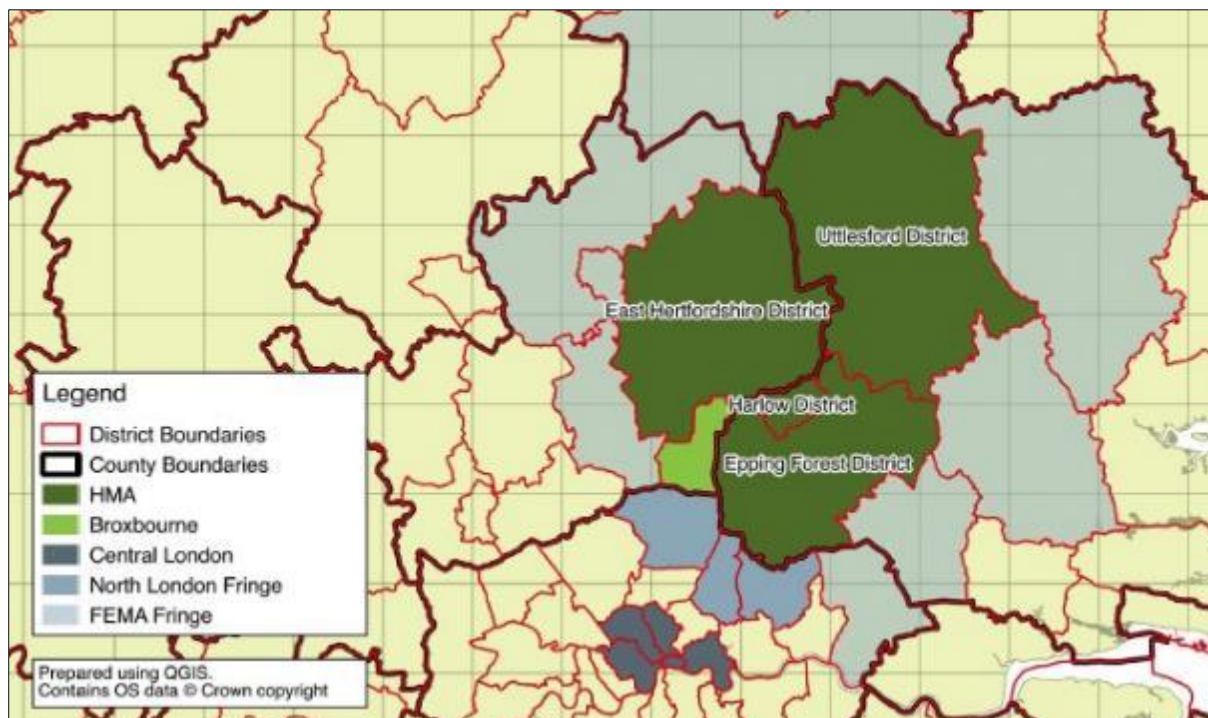 Uttlesford District
East Hertfordshire District
Harlow District
Epping Forest District
Legend
District Boundaries
County Boundaries
HMA
Broxbourne
Central London
North London Fringe
FEMA Fringe
Prepared using QGIS.
Contains OS data © Crown copyright